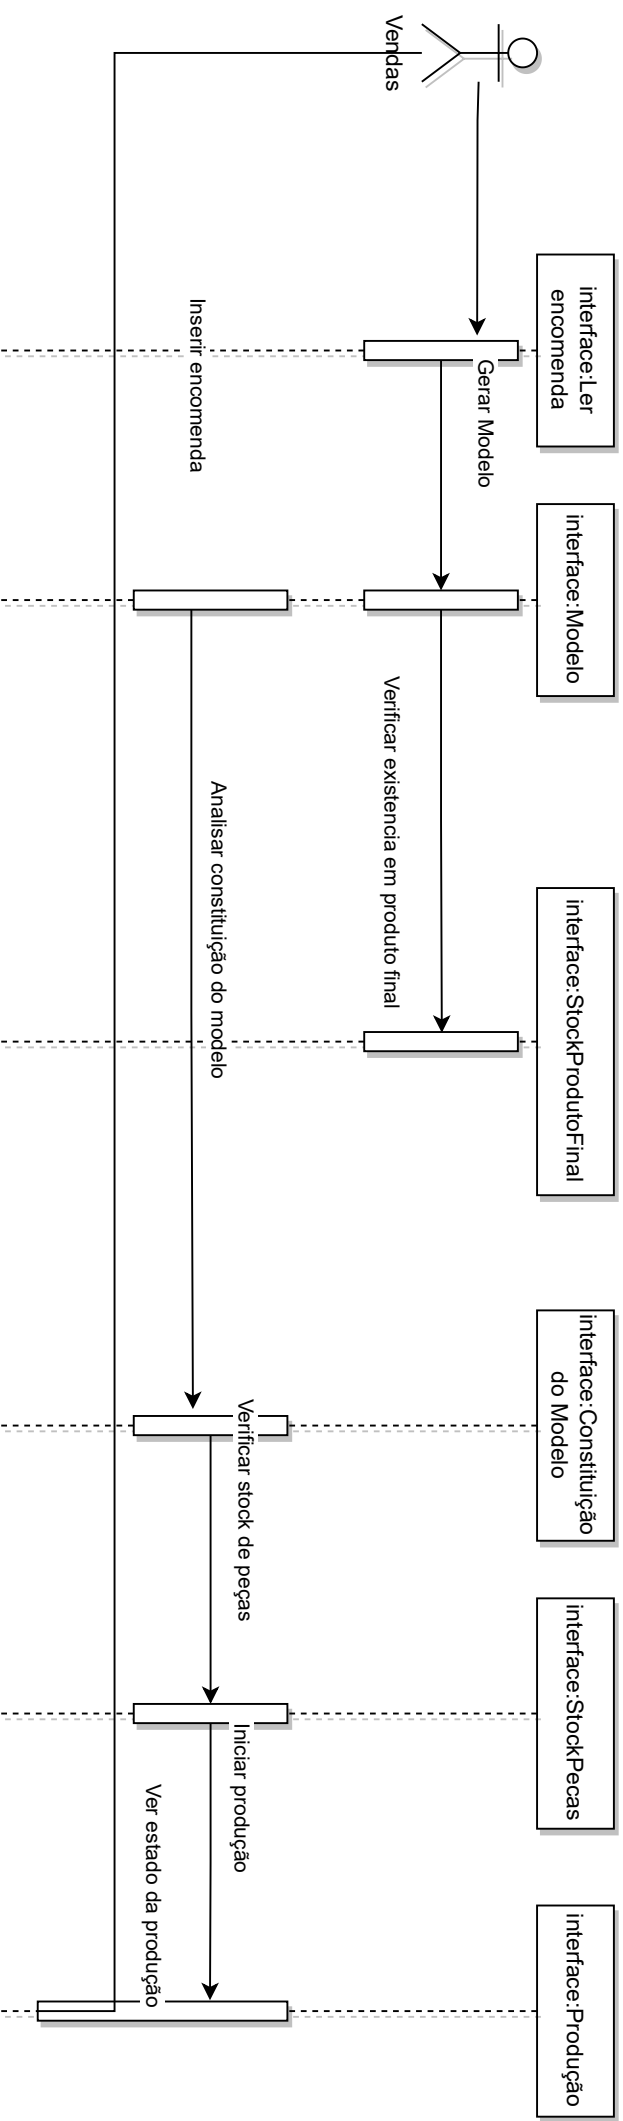 Vendas
interface:Ler
encomenda
interface:Modelo
interface:StockProdutoFinal
interface:Constituição
do Modelo
interface:StockPecas
interface:Produção
Gerar Modelo
Verificar existencia em produto final
Inserir encomenda
Analisar constituição do modelo
Verificar stock de peças
Iniciar produção
Ver estado da produção